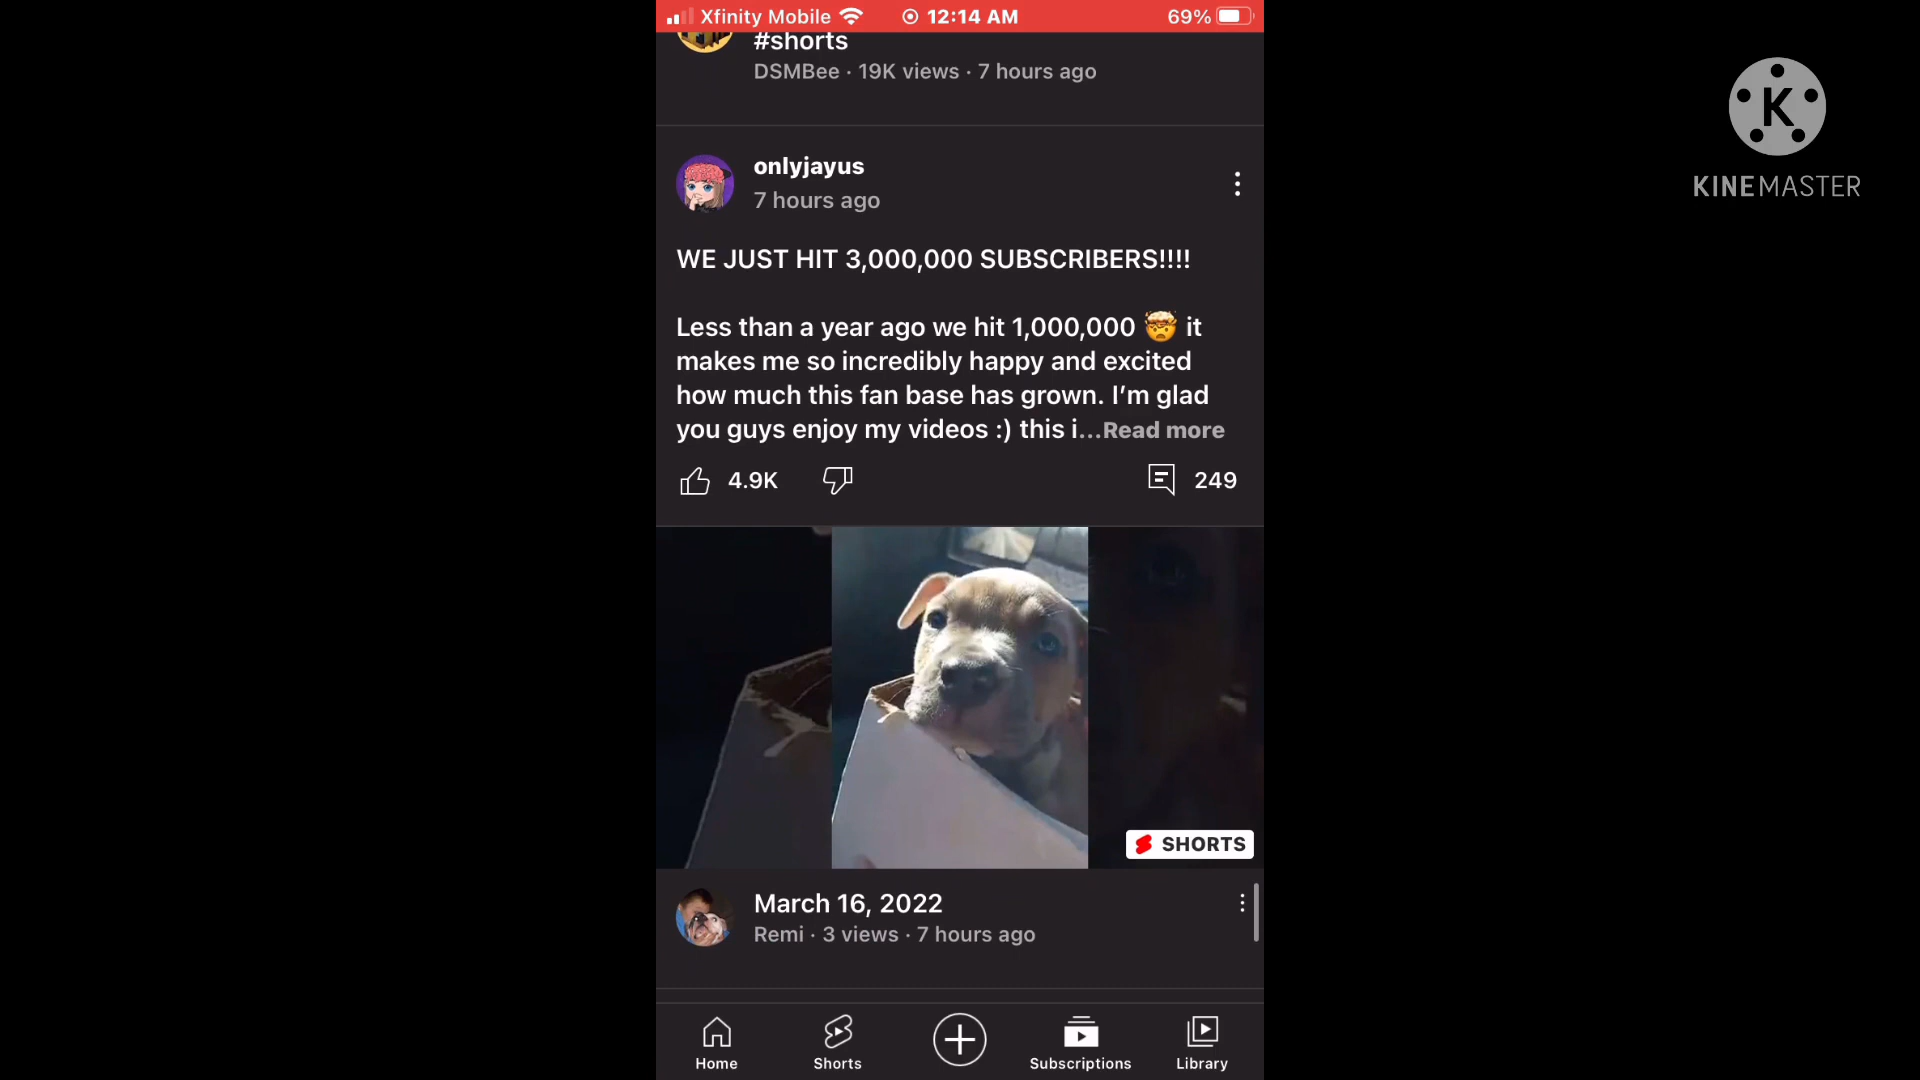 Xfinity Mobile 12:14 AM 69%
#shorts
DSMBee · 19K views · 7 hours ago
K
KINEMASTER
onlyjayus
7 hours ago
WE JUST HIT 3,000,000 SUBSCRIBERS!!!!
Less than a year ago we hit 1,000,000 🤯 it
makes me so incredibly happy and excited
how much this fan base has grown. I’m glad
you guys enjoy my videos :) this i...Read more
4.9K 249
SHORTS
March 16, 2022
Remi · 3 views · 7 hours ago
Home Shorts Subscriptions Library